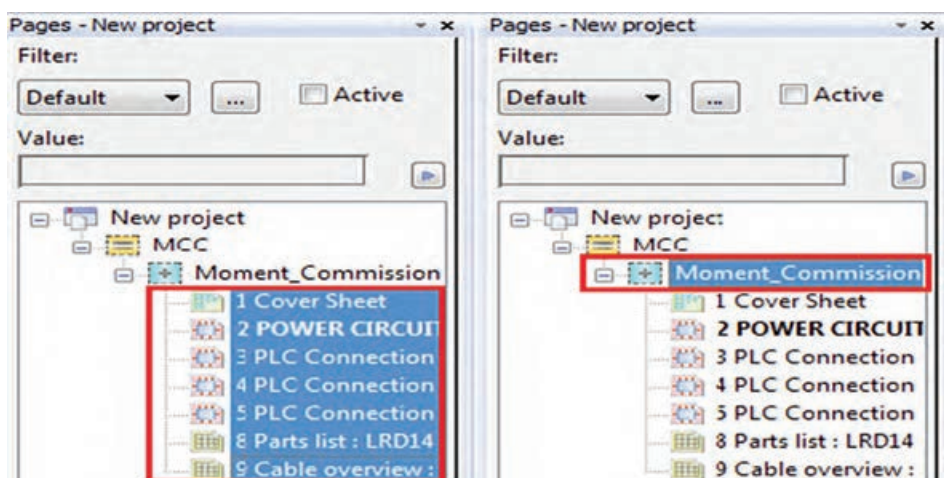 Pages - New project
Filter:
Default
...
Active
Value:
New project
MCC
Moment_Commission
1 Cover Sheet
2 POWER CIRCUIT
3 PLC Connection
4 PLC Connection
5 PLC Connection
8 Parts list : LRD14
9 Cable overview :
Pages - New project
Filter:
Default
...
Active
Value:
New project
MCC
Moment_Commission
1 Cover Sheet
2 POWER CIRCUIT
3 PLC Connection
4 PLC Connection
5 PLC Connection
8 Parts list : LRD14
9 Cable overview :